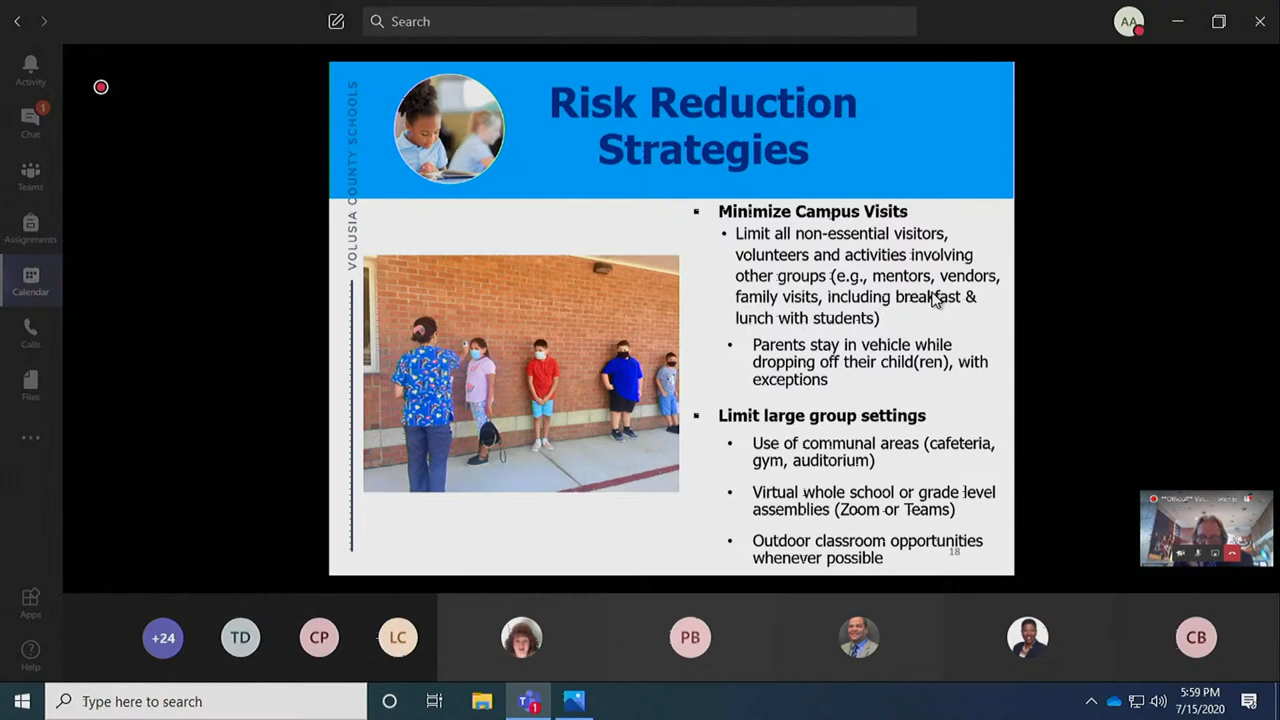 Search
AA
Activity
1
Chat
Teams
Assignments
Calendar
Calls
Files
Apps
Help
VOLUSIA COUNTY SCHOOLS
Risk Reduction
Strategies
Minimize Campus Visits
• Limit all non-essential visitors,
volunteers and activities involving
other groups (e.g., mentors, vendors,
family visits, including breakfast &
lunch with students)
• Parents stay in vehicle while
dropping off their child(ren), with
exceptions
Limit large group settings
• Use of communal areas (cafeteria,
gym, auditorium)
• Virtual whole school or grade level
assemblies (Zoom or Teams)
• Outdoor classroom opportunities
whenever possible
18
+24
TD
CP
LC
PB
CB
Type here to search
1
5:59 PM
7/15/2020